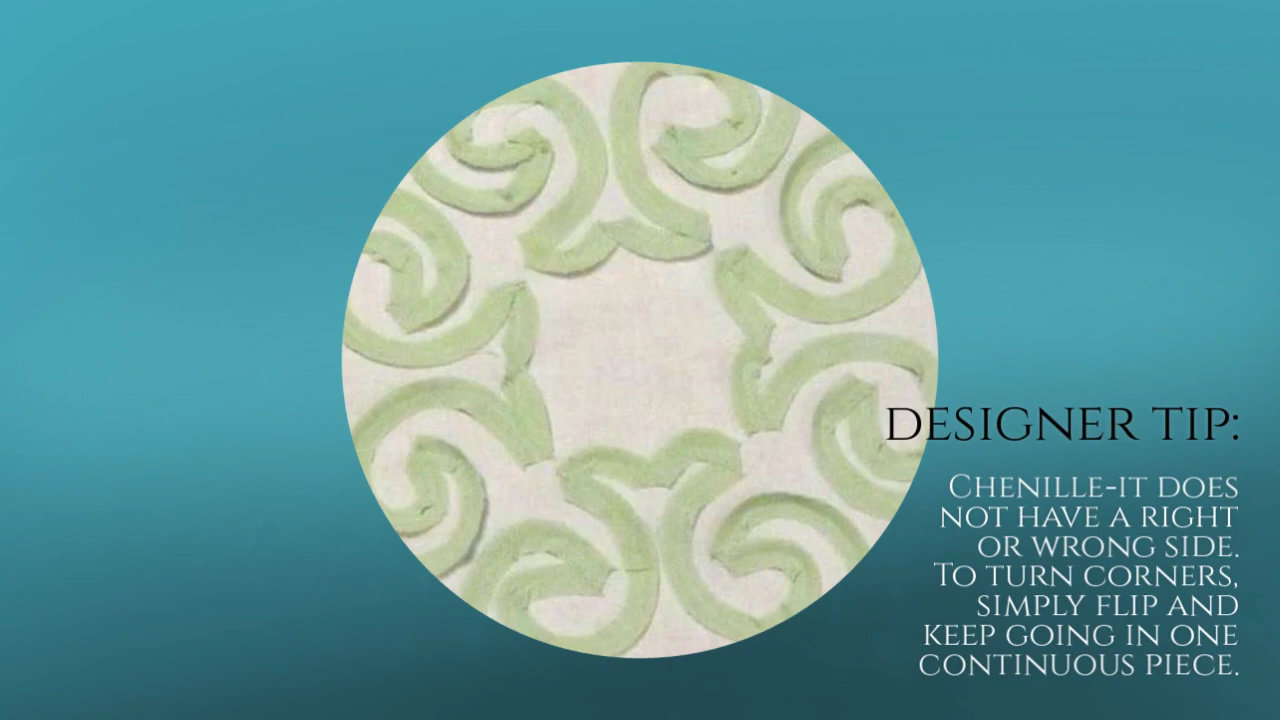 DESIGNER TIP:
CHENILLE-IT DOES
NOT HAVE A RIGHT
OR WRONG SIDE.
TO TURN CORNERS,
SIMPLY FLIP AND
KEEP GOING IN ONE
CONTINUOUS PIECE.